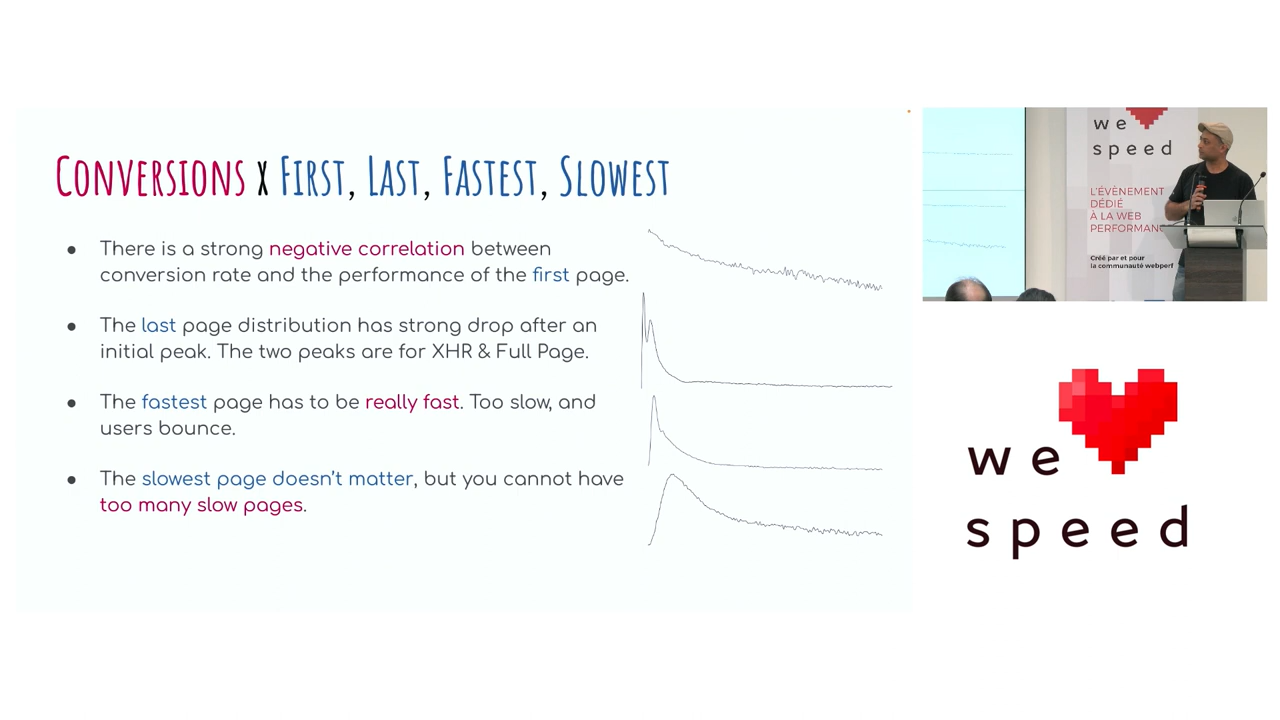 CONVERSIONS X FIRST, LAST, FASTEST, SLOWEST
● There is a strong negative correlation between
conversion rate and the performance of the first page.
● The last page distribution has strong drop after an
initial peak. The two peaks are for XHR & Full Page.
● The fastest page has to be really fast. Too slow, and
users bounce.
● The slowest page doesn't matter, but you cannot have
too many slow pages.
we
speed
L'ÉVÈNEMENT
DÉDIÉ
À LA WEB
PERFORMANC
Créé par et pour
la communauté webperf
we
speed